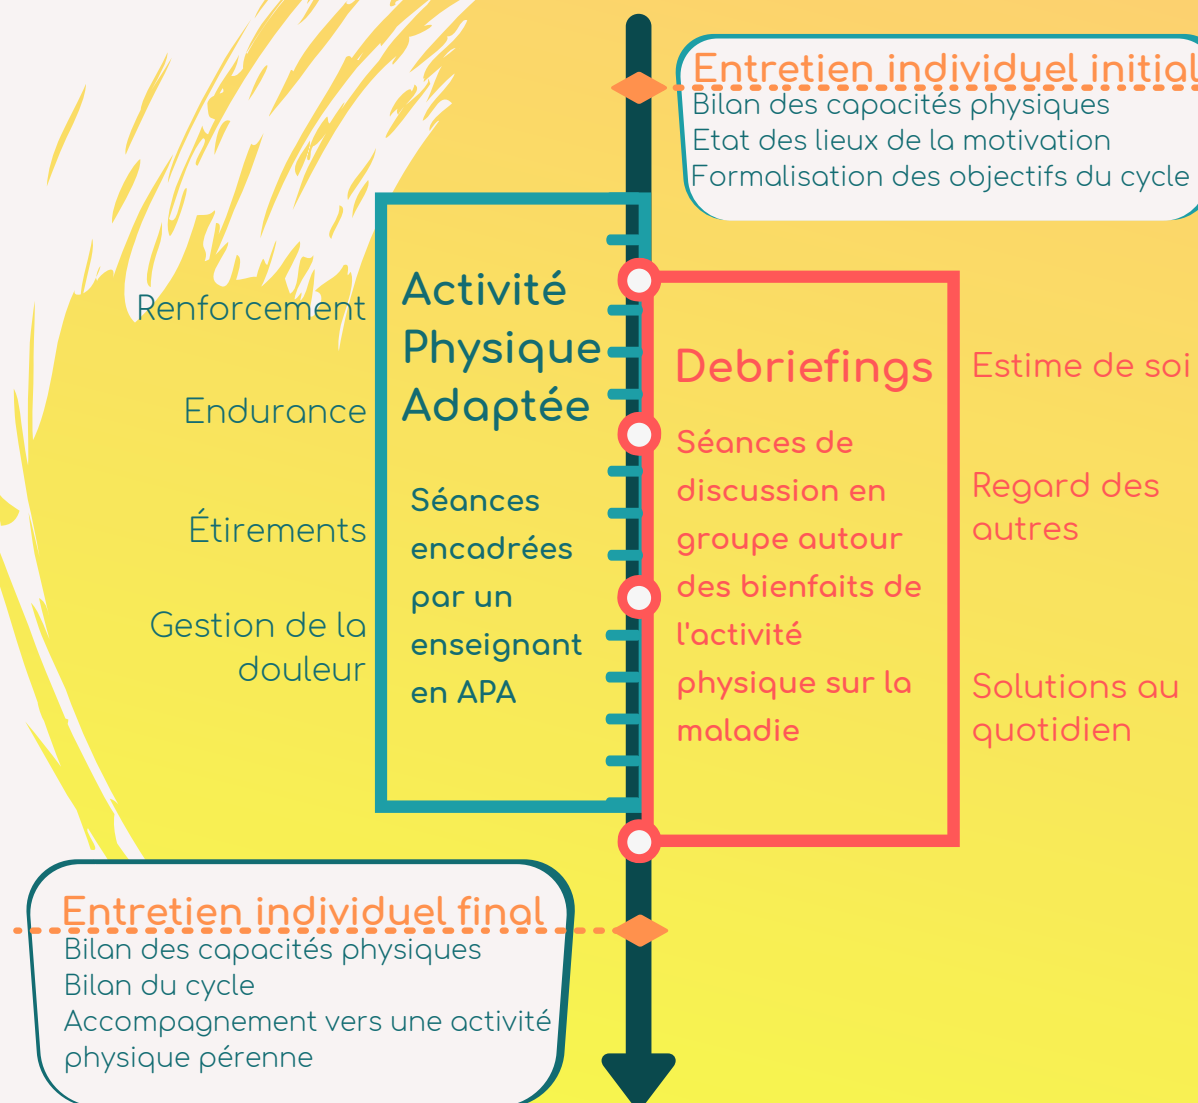 Entretien individuel initial
Bilan des capacités physiques
Etat des lieux de la motivation
Formalisation des objectifs du cycle
Renforcement
Endurance
Étirements
Gestion de la
douleur
Activité
Physique
Adaptée
Séances
encadrées
par un
enseignant
en APA
Debriefings
Séances de
discussion en
groupe autour
des bienfaits de
l'activité
physique sur la
maladie
Estime de soi
Regard des
autres
Solutions au
quotidien
Entretien individuel final
Bilan des capacités physiques
Bilan du cycle
Accompagnement vers une activité
physique pérenne